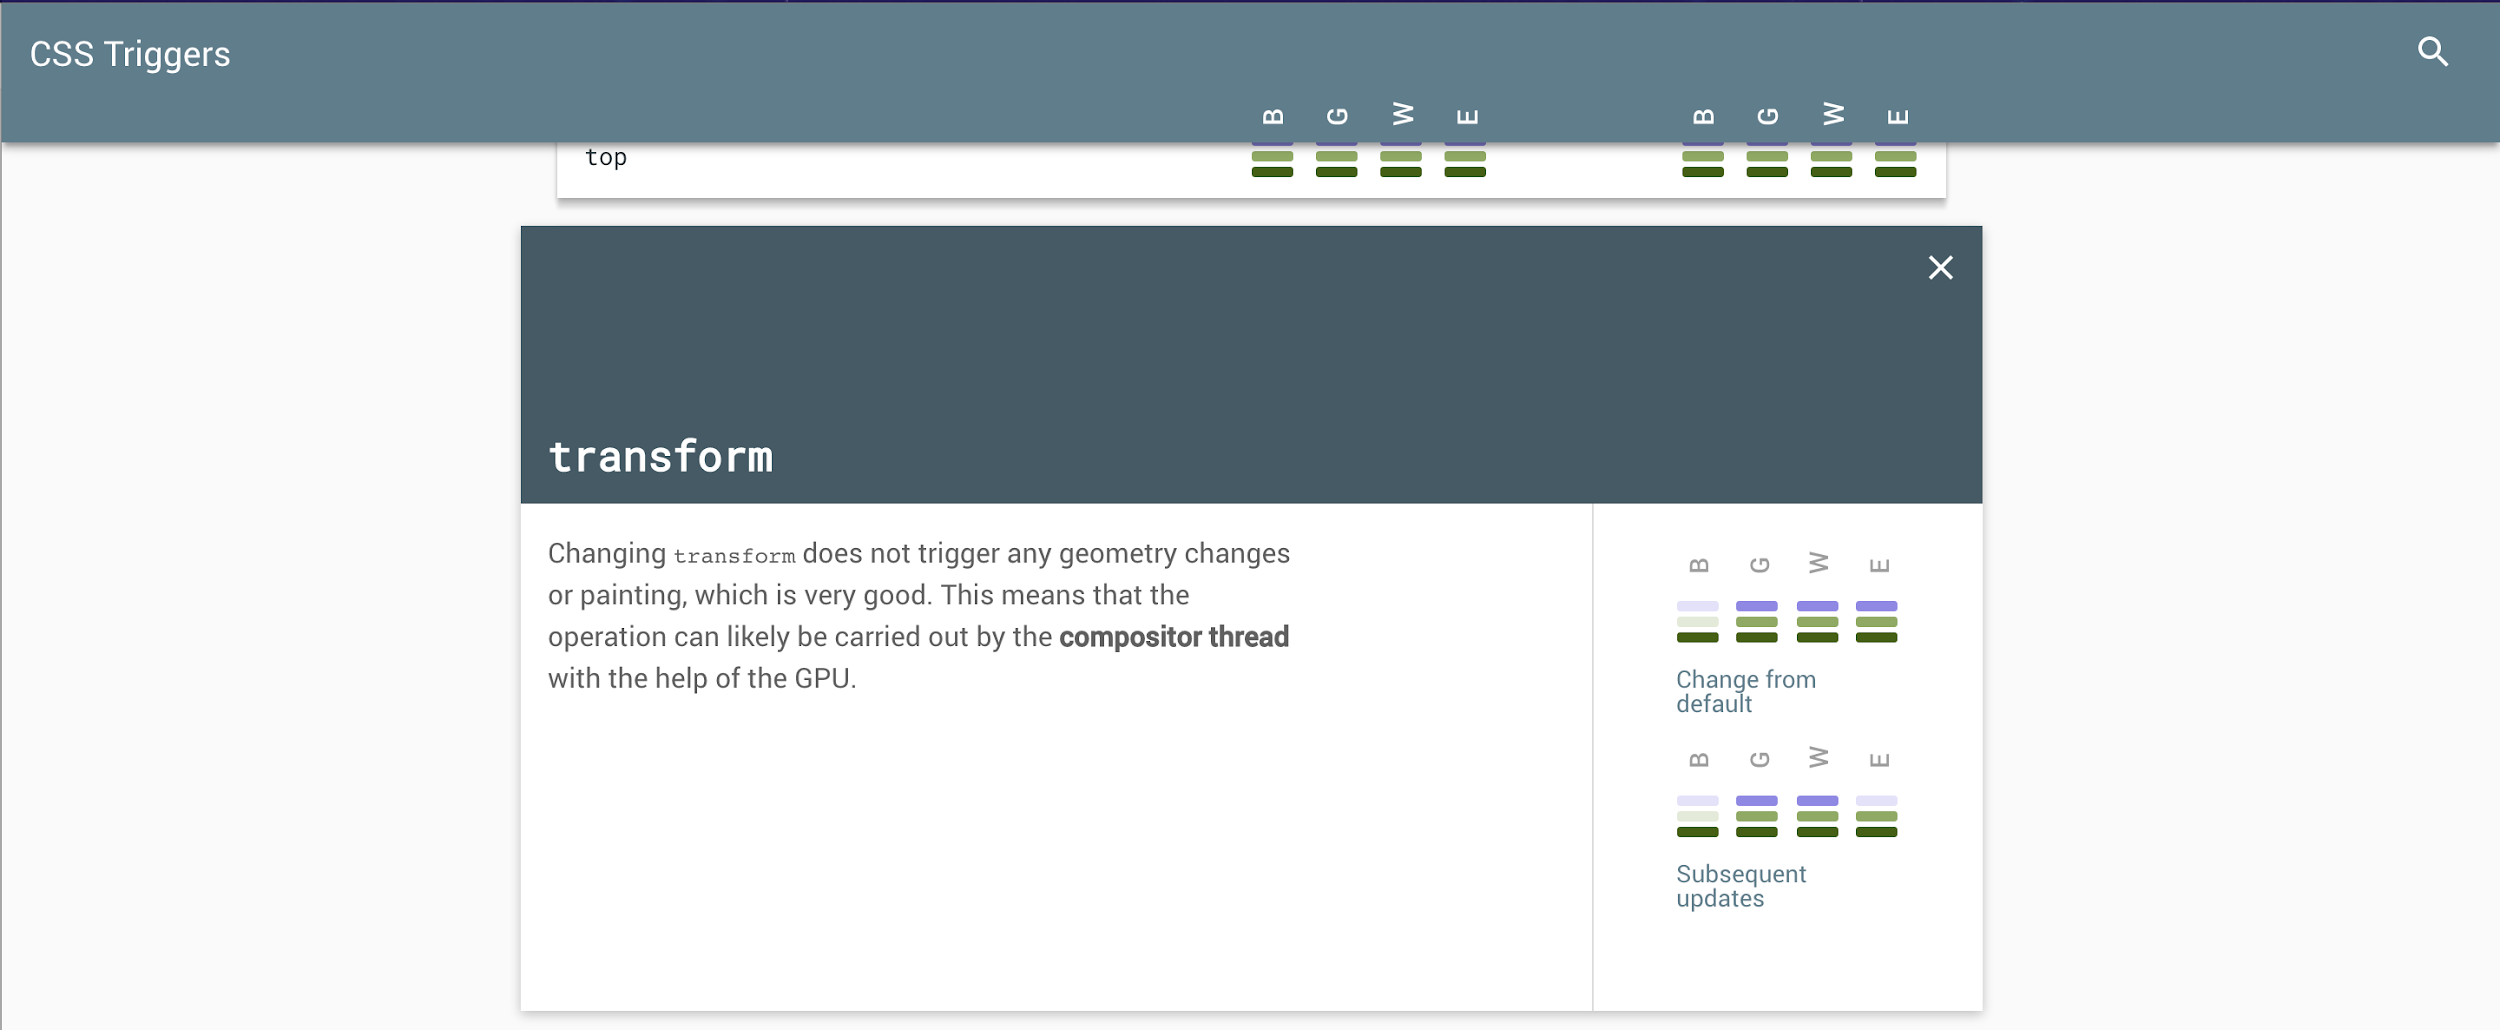 CSS Triggers
B G W E B G W E
top
transform
Changing transform does not trigger any geometry changes
or painting, which is very good. This means that the
operation can likely be carried out by the compositor thread
with the help of the GPU.
B G W E
Change from
default
B G W E
Subsequent
updates